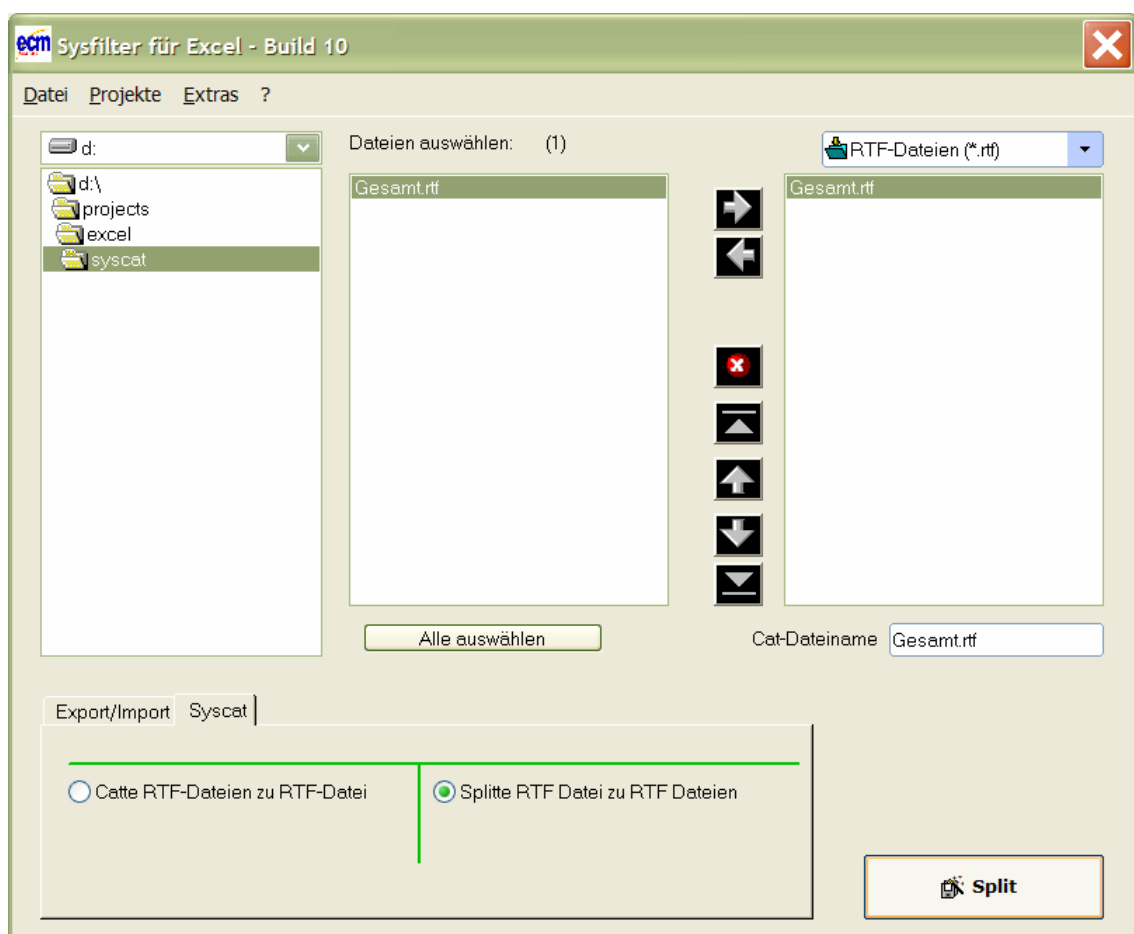 ecm Sysfilter für Excel - Build 10
Datei Projekte Extras ?
d:
Dateien auswählen: (1)
RTF-Dateien (*.rtf)
d:\
projects
excel
syscat
Gesamt.rtf
Gesamt.rtf
Alle auswählen
Cat-Dateiname Gesamt.rtf
Export/Import Syscat
Catte RTF-Dateien zu RTF-Datei
Splitte RTF Datei zu RTF Dateien
Split